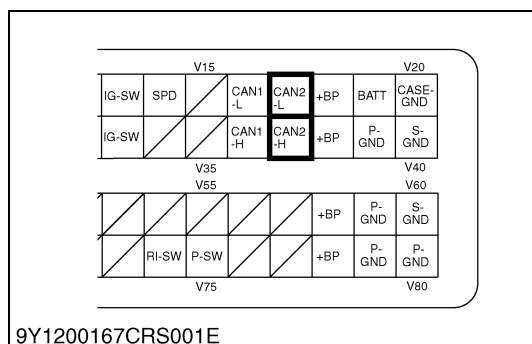 V15 V20
IG-SW SPD CAN1 -L CAN2 -L +BP BATT CASE- GND
IG-SW CAN1 -H CAN2 -H +BP P- GND S- GND
V35 V40
V55 V60
+BP P- GND S- GND
RI-SW P-SW +BP P- GND P- GND
V75 V80
9Y1200167CRS001E